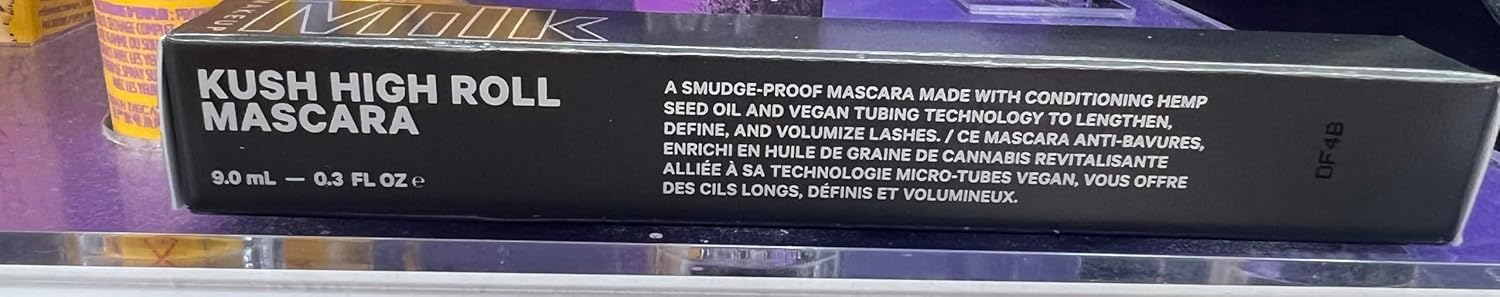 MAKEUP
Milk
KUSH HIGH ROLL
MASCARA
9.0 mL — 0.3 FL OZ ℮
A SMUDGE-PROOF MASCARA MADE WITH CONDITIONING HEMP
SEED OIL AND VEGAN TUBING TECHNOLOGY TO LENGTHEN,
DEFINE, AND VOLUMIZE LASHES. / CE MASCARA ANTI-BAVURES,
ENRICHI EN HUILE DE GRAINE DE CANNABIS REVITALISANTE
ALLIÉE À SA TECHNOLOGIE MICRO-TUBES VEGAN, VOUS OFFRE
DES CILS LONGS, DÉFINIS ET VOLUMINEUX.
DF4B